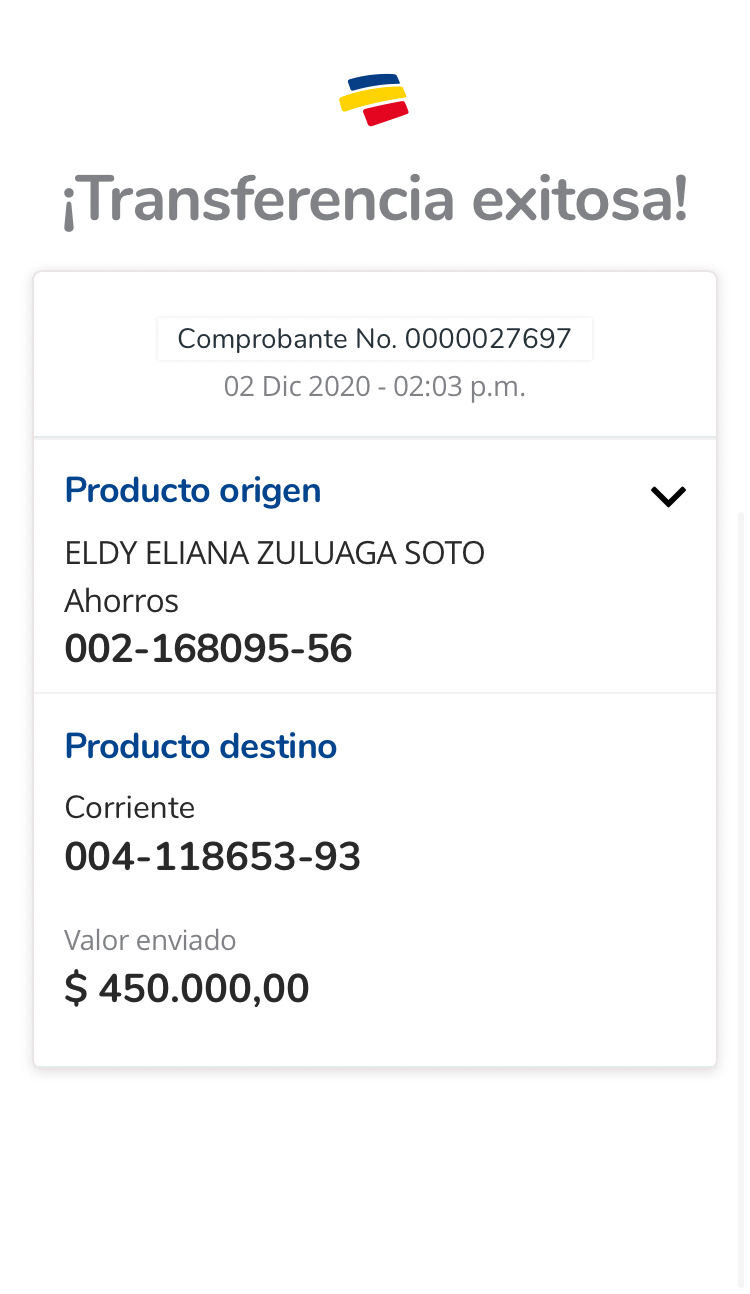 ¡Transferencia exitosa!
Comprobante No. 0000027697
02 Dic 2020 - 02:03 p.m.
Producto origen
ELDY ELIANA ZULUAGA SOTO
Ahorros
002-168095-56
Producto destino
Corriente
004-118653-93
Valor enviado
$ 450.000,00